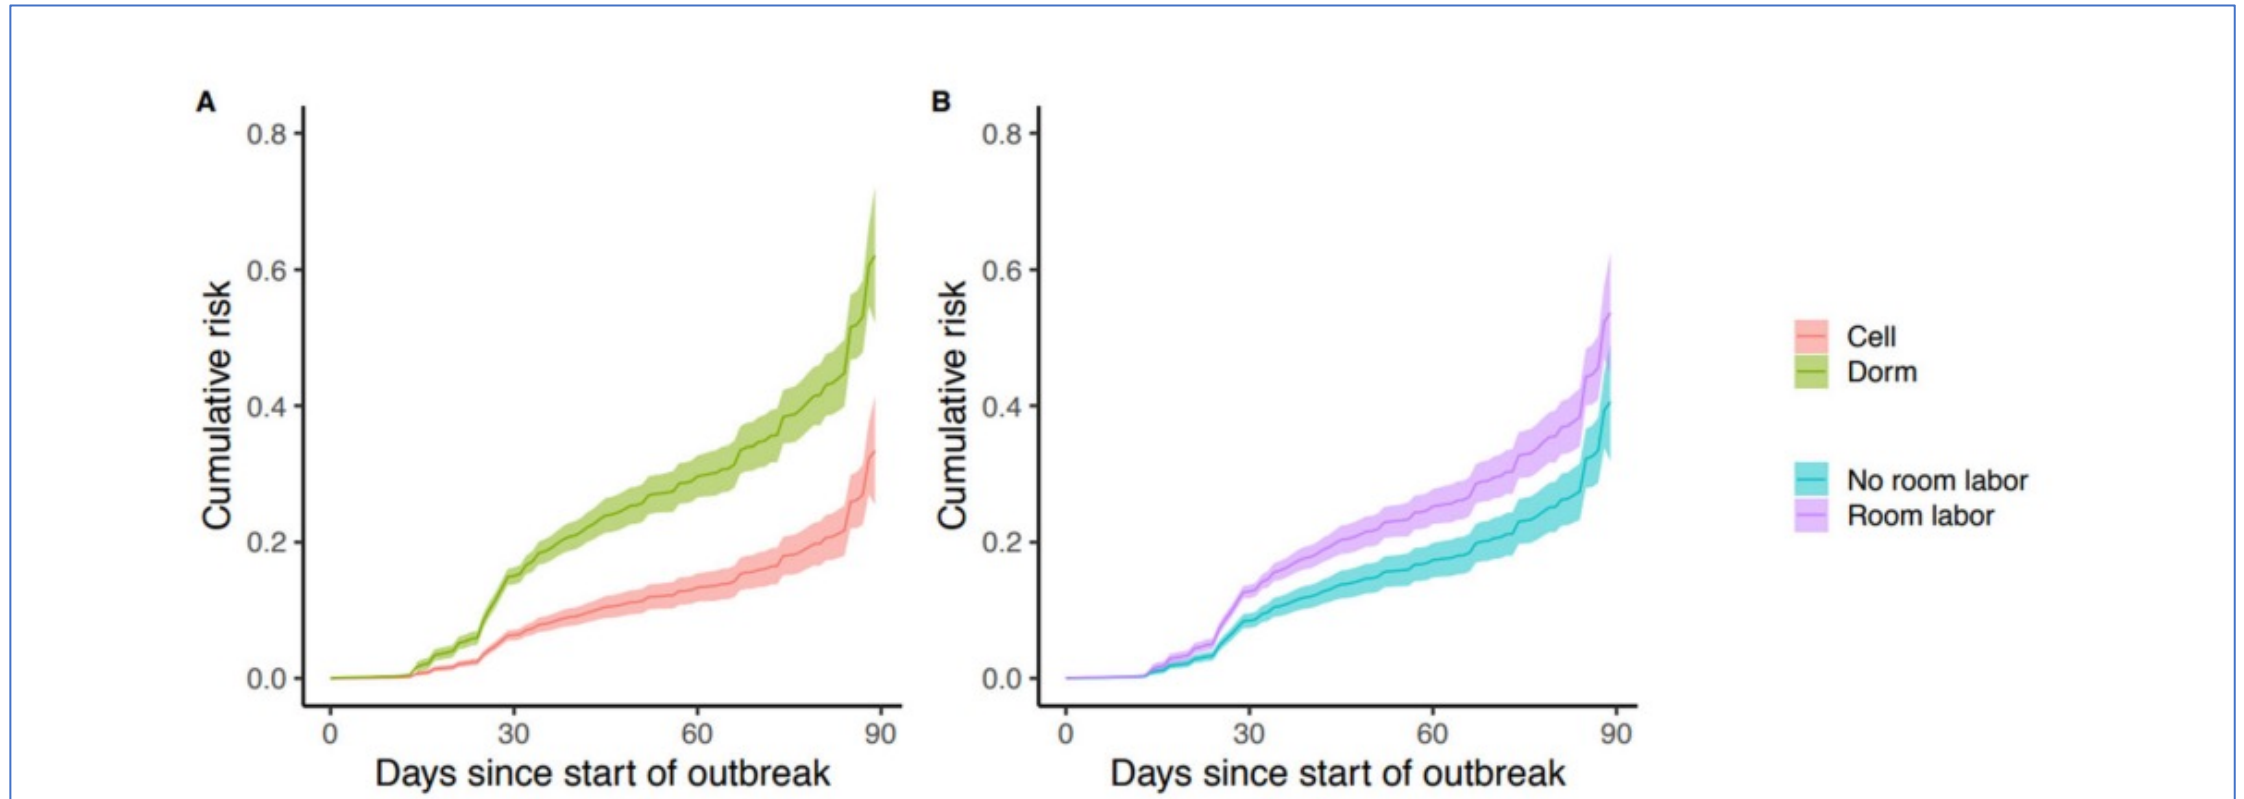 A
0.8
0.6
0.4
0.2
0.0
Cumulative risk
0 30 60 90
Days since start of outbreak
B
0.8
0.6
0.4
0.2
0.0
Cumulative risk
0 30 60 90
Days since start of outbreak
Cell
Dorm
No room labor
Room labor